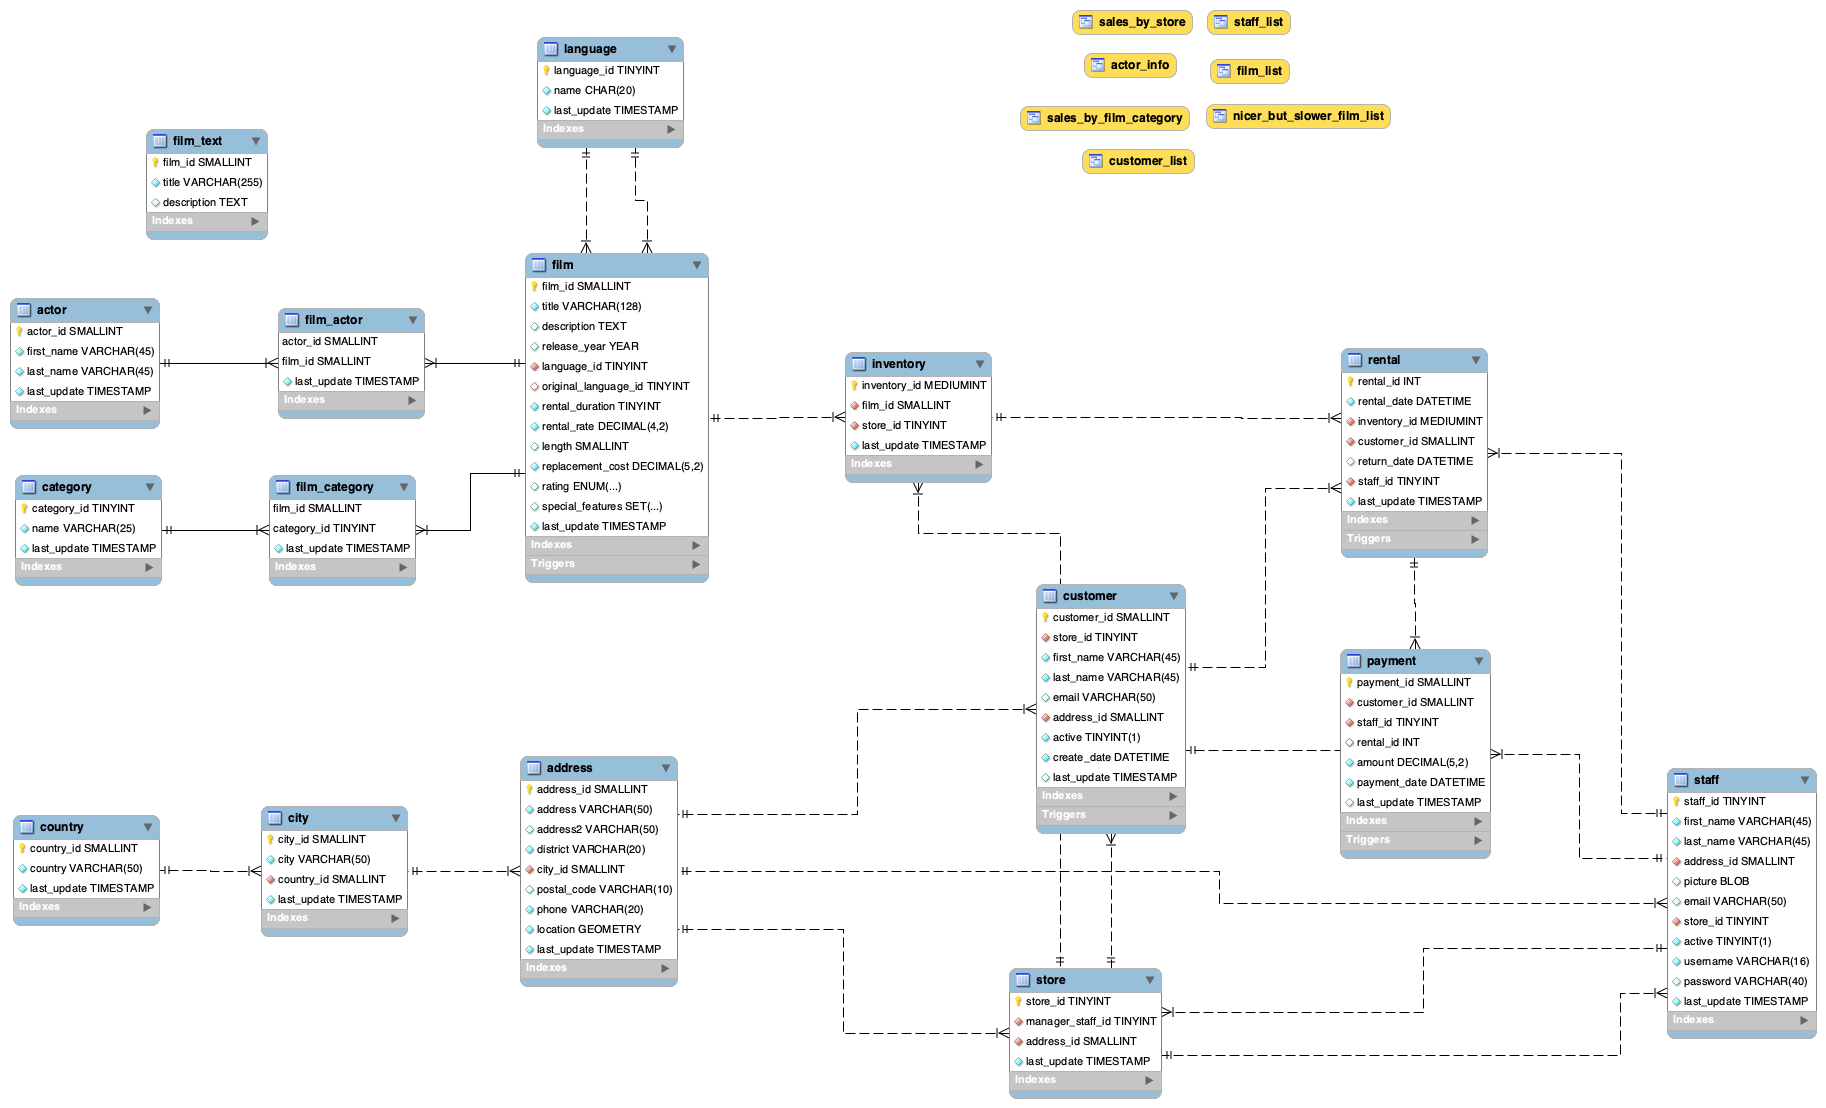 sales_by_store
staff_list
actor_info
film_list
sales_by_film_category
nicer_but_slower_film_list
customer_list
language
language_id TINYINT
name CHAR(20)
last_update TIMESTAMP
Indexes
film_text
film_id SMALLINT
title VARCHAR(255)
description TEXT
Indexes
actor
actor_id SMALLINT
first_name VARCHAR(45)
last_name VARCHAR(45)
last_update TIMESTAMP
Indexes
film_actor
actor_id SMALLINT
film_id SMALLINT
last_update TIMESTAMP
Indexes
film
film_id SMALLINT
title VARCHAR(128)
description TEXT
release_year YEAR
language_id TINYINT
original_language_id TINYINT
rental_duration TINYINT
rental_rate DECIMAL(4,2)
length SMALLINT
replacement_cost DECIMAL(5,2)
rating ENUM(...)
special_features SET(...)
last_update TIMESTAMP
Indexes
Triggers
category
category_id TINYINT
name VARCHAR(25)
last_update TIMESTAMP
Indexes
film_category
film_id SMALLINT
category_id TINYINT
last_update TIMESTAMP
Indexes
inventory
inventory_id MEDIUMINT
film_id SMALLINT
store_id TINYINT
last_update TIMESTAMP
Indexes
rental
rental_id INT
rental_date DATETIME
inventory_id MEDIUMINT
customer_id SMALLINT
return_date DATETIME
staff_id TINYINT
last_update TIMESTAMP
Indexes
Triggers
customer
customer_id SMALLINT
store_id TINYINT
first_name VARCHAR(45)
last_name VARCHAR(45)
email VARCHAR(50)
address_id SMALLINT
active TINYINT(1)
create_date DATETIME
last_update TIMESTAMP
Indexes
Triggers
payment
payment_id SMALLINT
customer_id SMALLINT
staff_id TINYINT
rental_id INT
amount DECIMAL(5,2)
payment_date DATETIME
last_update TIMESTAMP
Indexes
Triggers
country
country_id SMALLINT
country VARCHAR(50)
last_update TIMESTAMP
Indexes
city
city_id SMALLINT
city VARCHAR(50)
country_id SMALLINT
last_update TIMESTAMP
Indexes
address
address_id SMALLINT
address VARCHAR(50)
address2 VARCHAR(50)
district VARCHAR(20)
city_id SMALLINT
postal_code VARCHAR(10)
phone VARCHAR(20)
location GEOMETRY
last_update TIMESTAMP
Indexes
staff
staff_id TINYINT
first_name VARCHAR(45)
last_name VARCHAR(45)
address_id SMALLINT
picture BLOB
email VARCHAR(50)
store_id TINYINT
active TINYINT(1)
username VARCHAR(16)
password VARCHAR(40)
last_update TIMESTAMP
Indexes
store
store_id TINYINT
manager_staff_id TINYINT
address_id SMALLINT
last_update TIMESTAMP
Indexes